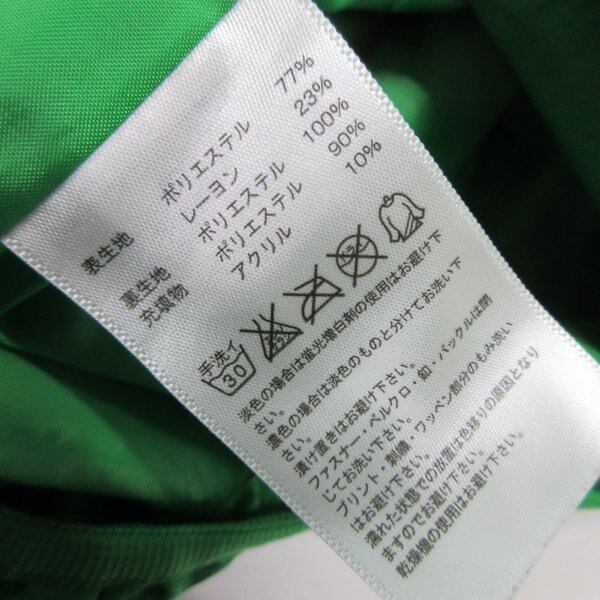 表生地 ポリエステル 77%
レーヨン 23%
裏生地 ポリエステル 100%
充填物 ポリエステル 90%
アクリル 10%
手洗イ
30
淡色の場合は蛍光増白剤の使用はお避け下
さい。
濃色の場合は淡色のものと分けてお洗い下
さい。
漬け置きはお避け下さい。
ファスナー・ベルクロ・釦・バックルは閉
じてお洗い下さい。
プリント・刺繍・ワッペン部分のもみ洗い
はお避け下さい。
濡れた状態での放置は色移りの原因となり
ますのでお避け下さい。
乾燥機の使用はお避け下さい。